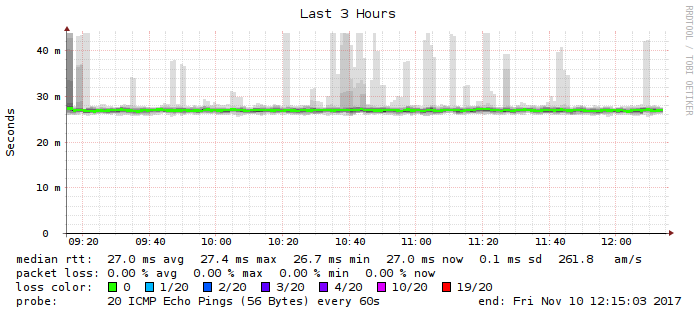 Last 3 Hours
RRDTOOL / TOBI OETIKER
Seconds
40 m
30 m
20 m
10 m
0
09:20 09:40 10:00 10:20 10:40 11:00 11:20 11:40 12:00
median rtt: 27.0 ms avg 27.4 ms max 26.7 ms min 27.0 ms now 0.1 ms sd 261.8 am/s
packet loss: 0.00 % avg 0.00 % max 0.00 % min 0.00 % now
loss color: 0 1/20 2/20 3/20 4/20 10/20 19/20
probe: 20 ICMP Echo Pings (56 Bytes) every 60s end: Fri Nov 10 12:15:03 2017